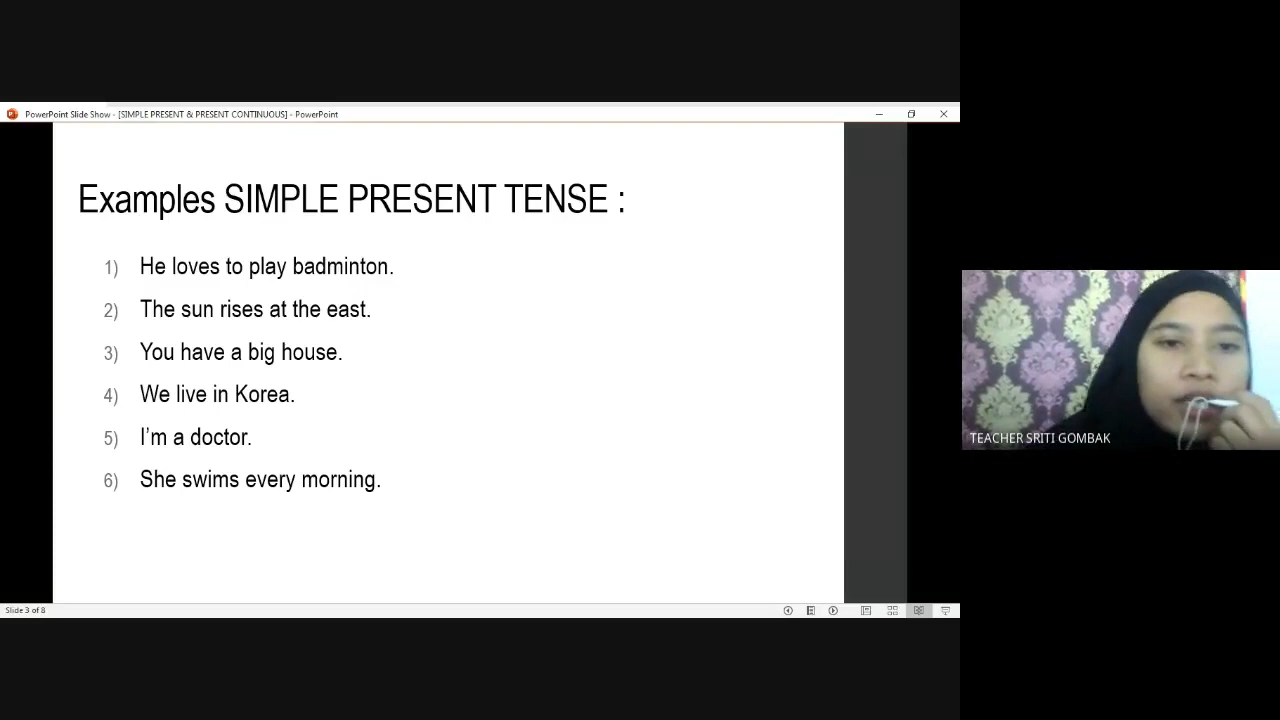 PowerPoint Slide Show - [SIMPLE PRESENT & PRESENT CONTINUOUS] - PowerPoint
Examples SIMPLE PRESENT TENSE :
1) He loves to play badminton.
2) The sun rises at the east.
3) You have a big house.
4) We live in Korea.
5) I'm a doctor.
6) She swims every morning.
TEACHER SRITI GOMBAK
Slide 3 of 8